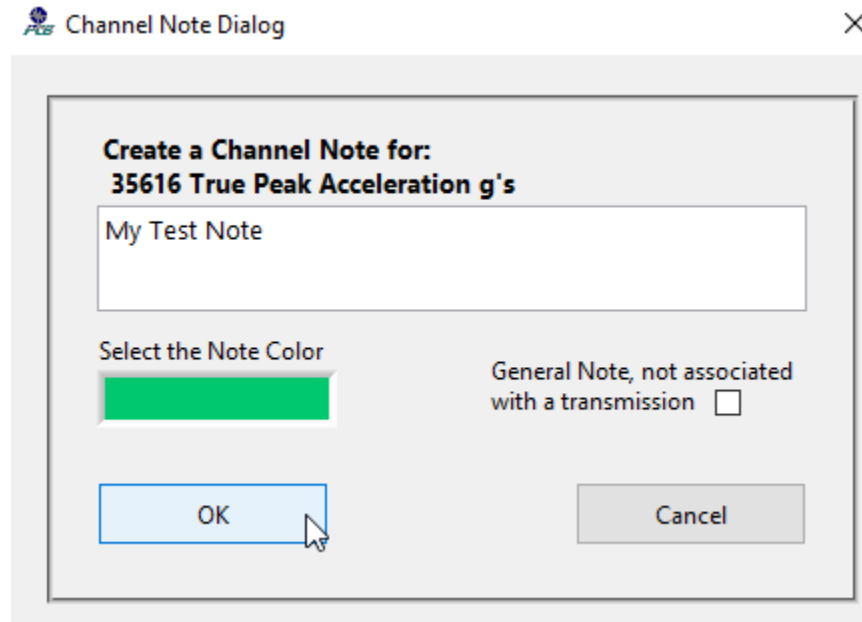 PCB Channel Note Dialog
Create a Channel Note for:
35616 True Peak Acceleration g's
My Test Note
Select the Note Color
General Note, not associated
with a transmission
OK
Cancel